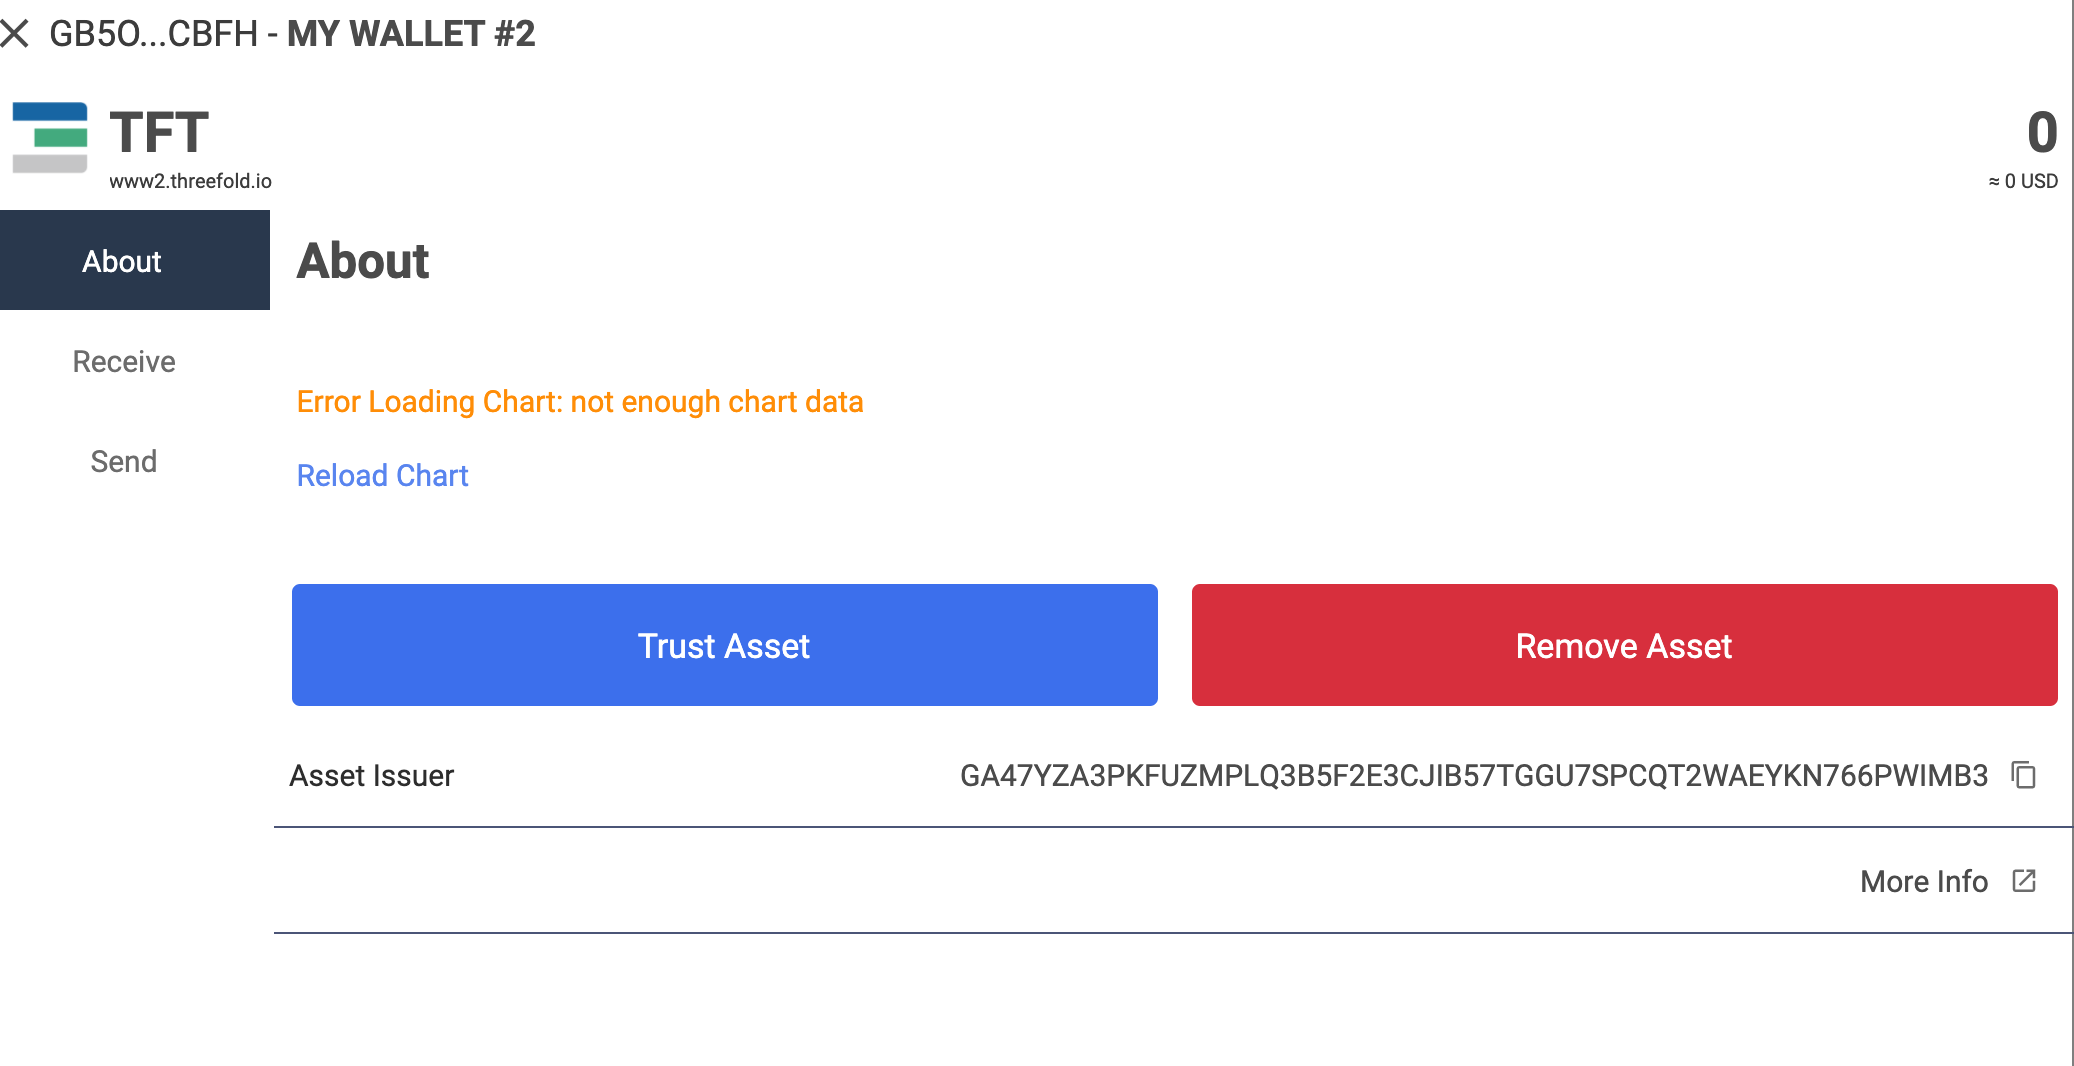 GB5O...CBFH - MY WALLET #2
TFT
www2.threefold.io
0
≈ 0 USD
About
Receive
Send
About
Error Loading Chart: not enough chart data
Reload Chart
Trust Asset
Remove Asset
Asset Issuer
GA47YZA3PKFUZMPLQ3B5F2E3CJIB57TGGU7SPCQT2WAEYKN766PWIMB3
More Info